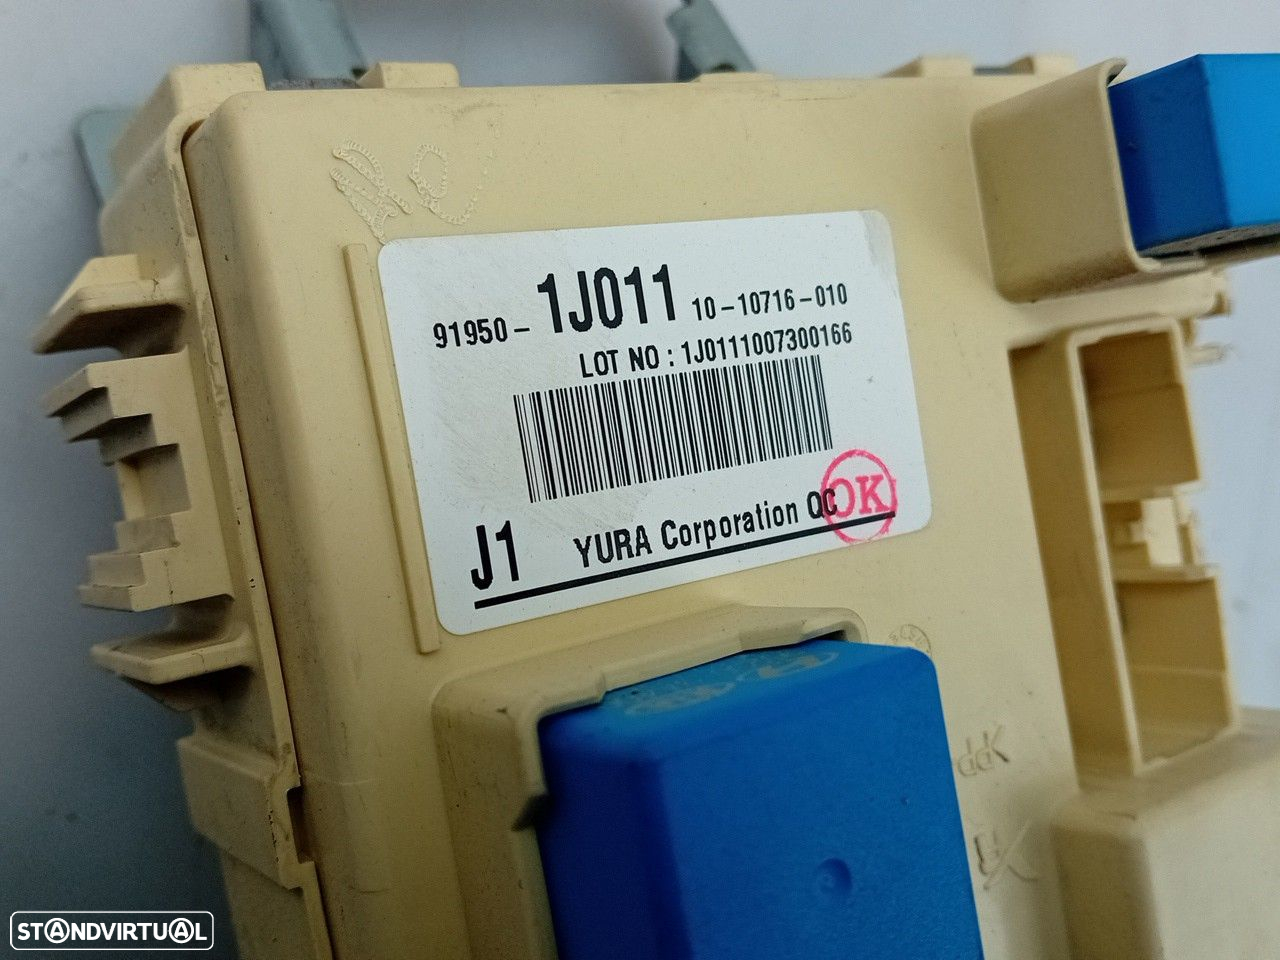 91950-1J011 10-10716-010
LOT NO : 1J0111007300166
J1 YURA Corporation QC
OK
STANDVIRTUAL